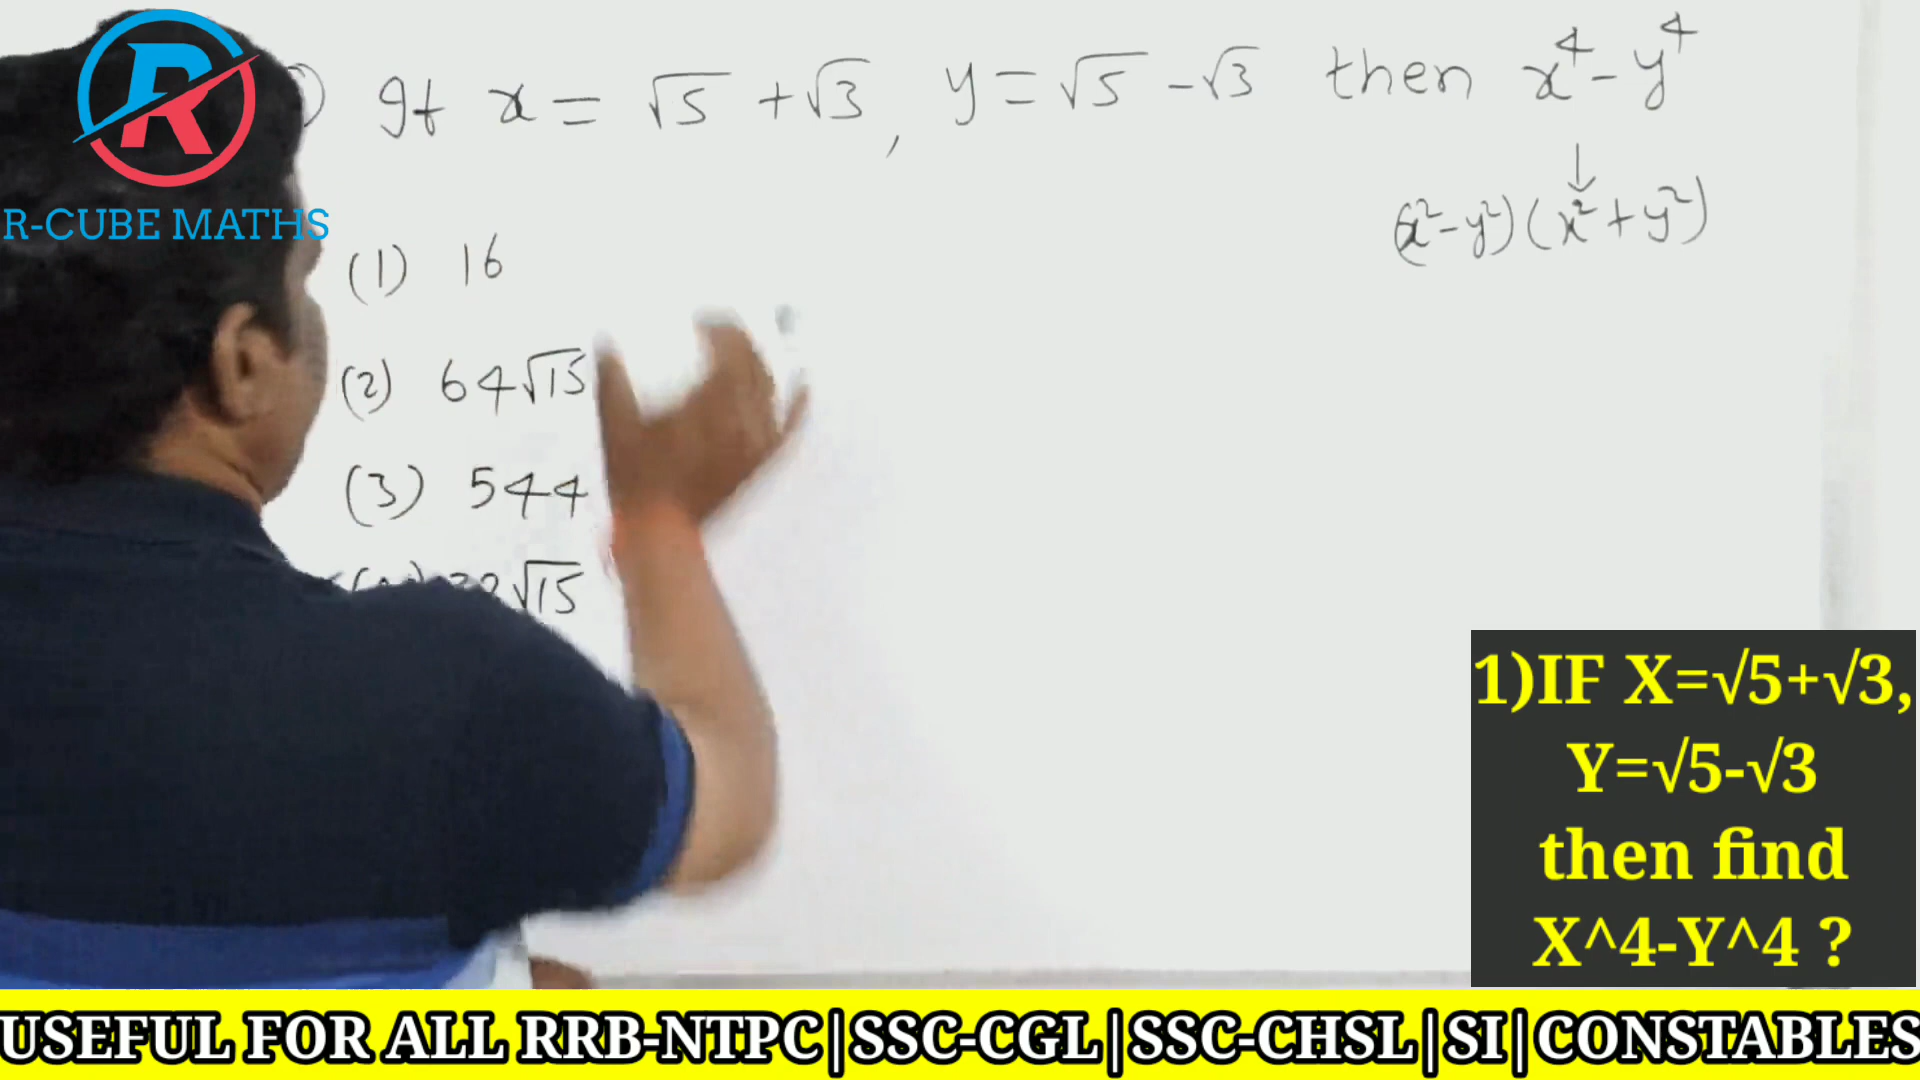 R
R-CUBE MATHS
) If x = √5 + √3, y = √5 - √3 then x⁴ - y⁴
↓
(x² - y²)(x² + y²)
(1) 16
(2) 64√15
(3) 544
√15
1)IF X=√5+√3,
Y=√5-√3
then find
X^4-Y^4 ?
USEFUL FOR ALL RRB-NTPC|SSC-CGL|SSC-CHSL|SI|CONSTABLES